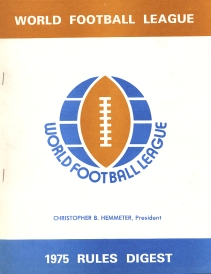 WORLD FOOTBALL LEAGUE
WORLD FOOTBALL LEAGUE
CHRISTOPHER B. HEMMETER, President
1975 RULES DIGEST